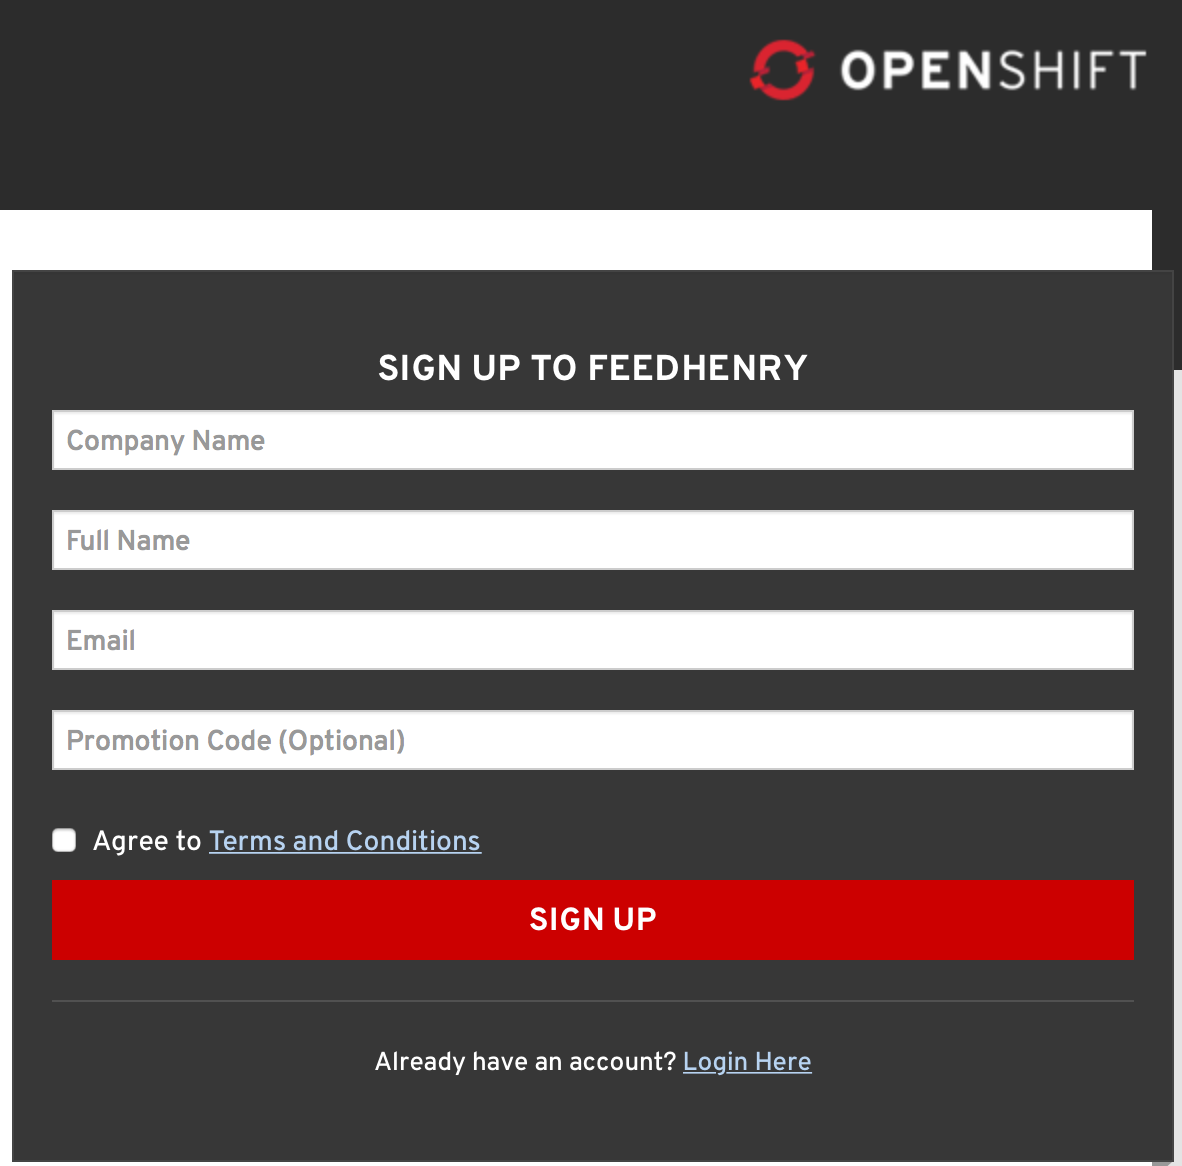 OPENSHIFT
SIGN UP TO FEEDHENRY
Company Name
Full Name
Email
Promotion Code (Optional)
Agree to Terms and Conditions
SIGN UP
Already have an account? Login Here